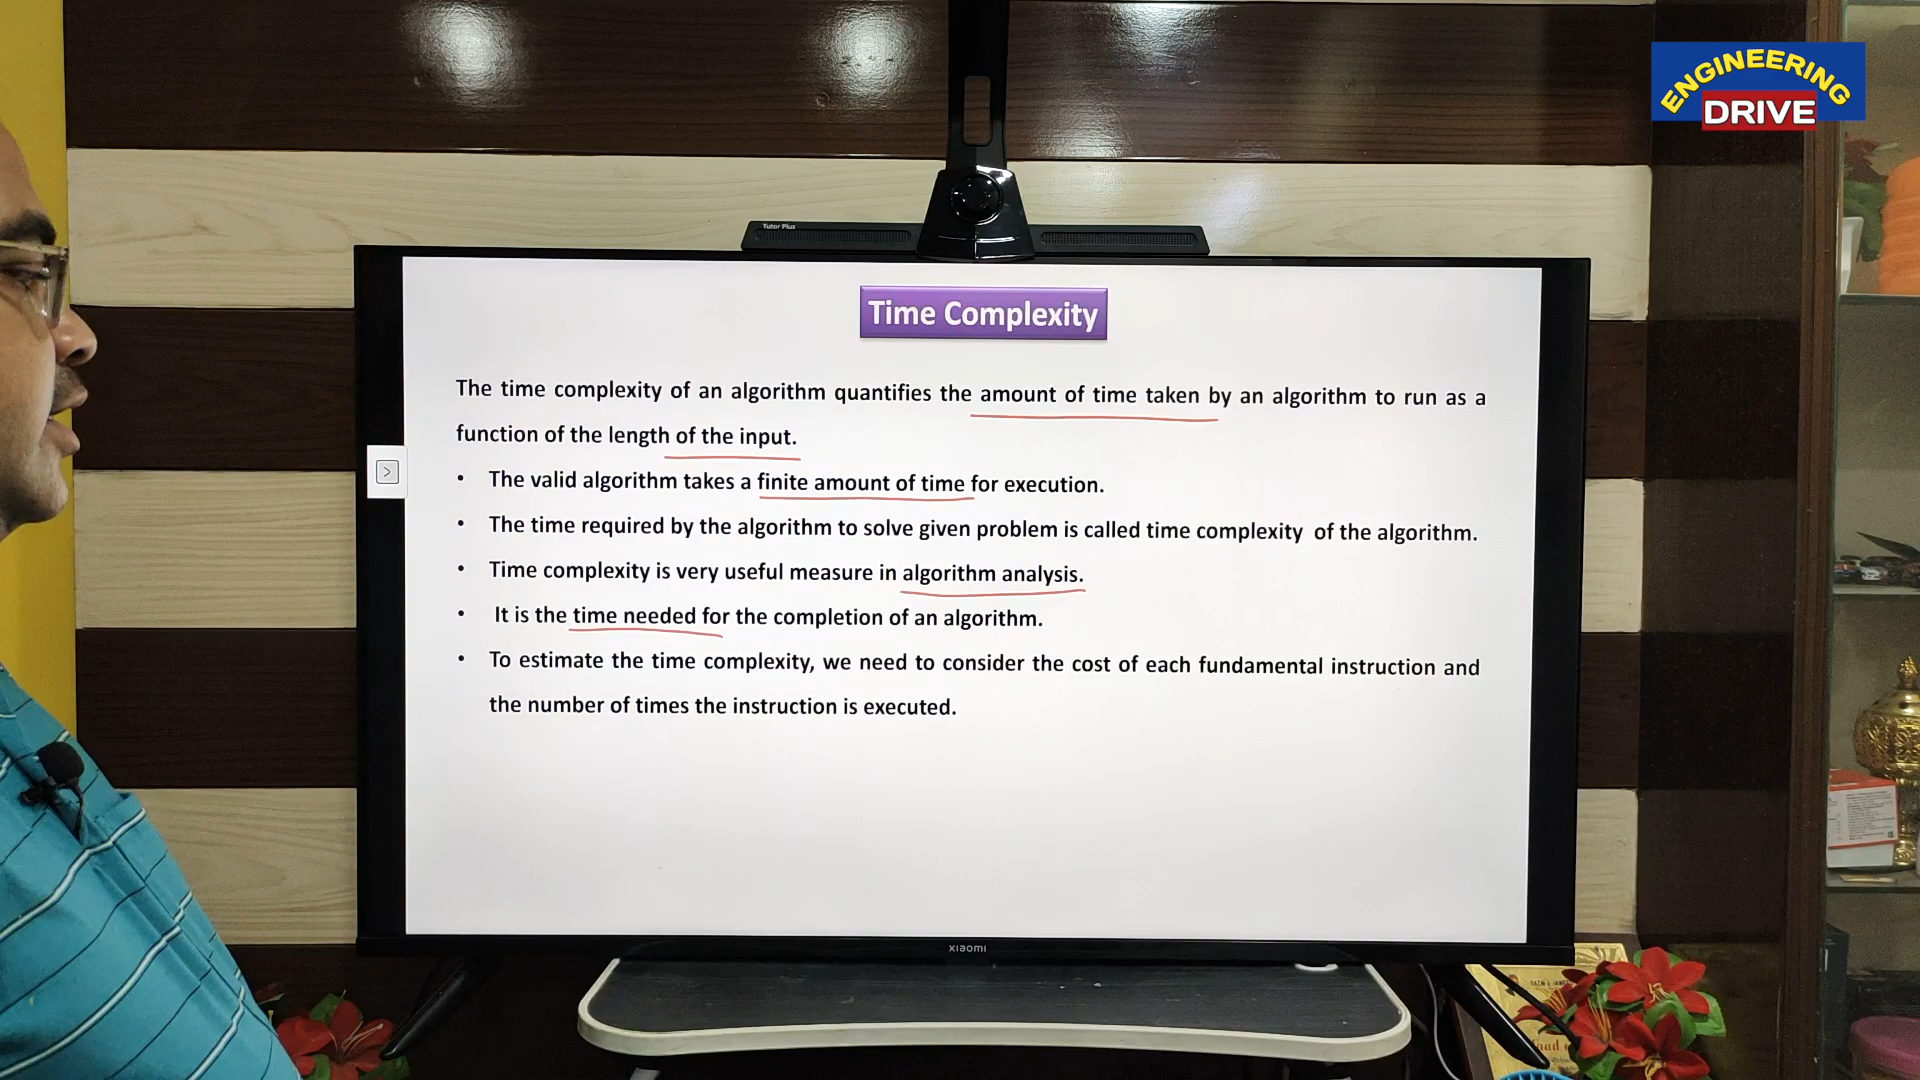 ENGINEERING
DRIVE
Tutor Plus
Time Complexity
The time complexity of an algorithm quantifies the amount of time taken by an algorithm to run as a
function of the length of the input.
• The valid algorithm takes a finite amount of time for execution.
• The time required by the algorithm to solve given problem is called time complexity of the algorithm.
• Time complexity is very useful measure in algorithm analysis.
• It is the time needed for the completion of an algorithm.
• To estimate the time complexity, we need to consider the cost of each fundamental instruction and
the number of times the instruction is executed.
xiaomi